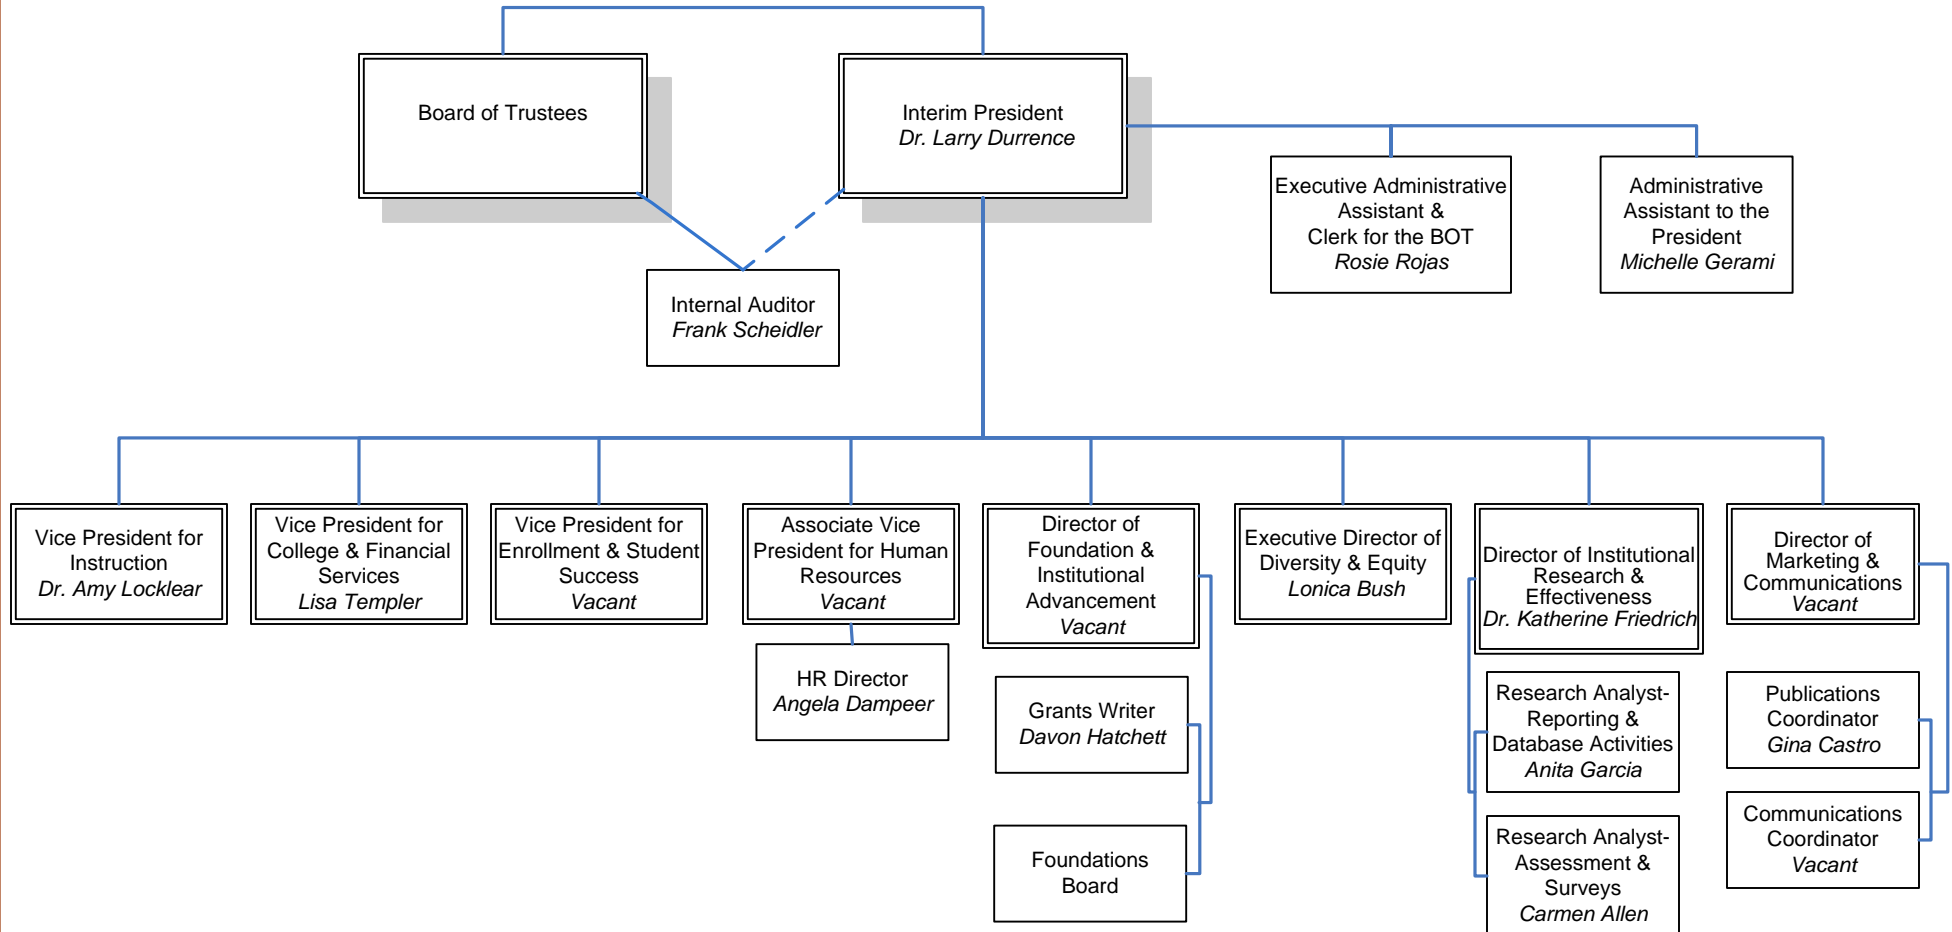 Board of Trustees
Interim President
Dr. Larry Durrence
Executive Administrative
Assistant &
Clerk for the BOT
Rosie Rojas
Administrative
Assistant to the
President
Michelle Gerami
Internal Auditor
Frank Scheidler
Vice President for
Instruction
Dr. Amy Locklear
Vice President for
College & Financial
Services
Lisa Templer
Vice President for
Enrollment & Student
Success
Vacant
Associate Vice
President for Human
Resources
Vacant
Director of
Foundation &
Institutional
Advancement
Vacant
Executive Director of
Diversity & Equity
Lonica Bush
Director of Institutional
Research &
Effectiveness
Dr. Katherine Friedrich
Director of
Marketing &
Communications
Vacant
HR Director
Angela Dampeer
Grants Writer
Davon Hatchett
Research Analyst-
Reporting &
Database Activities
Anita Garcia
Publications
Coordinator
Gina Castro
Foundations
Board
Research Analyst-
Assessment &
Surveys
Carmen Allen
Communications
Coordinator
Vacant